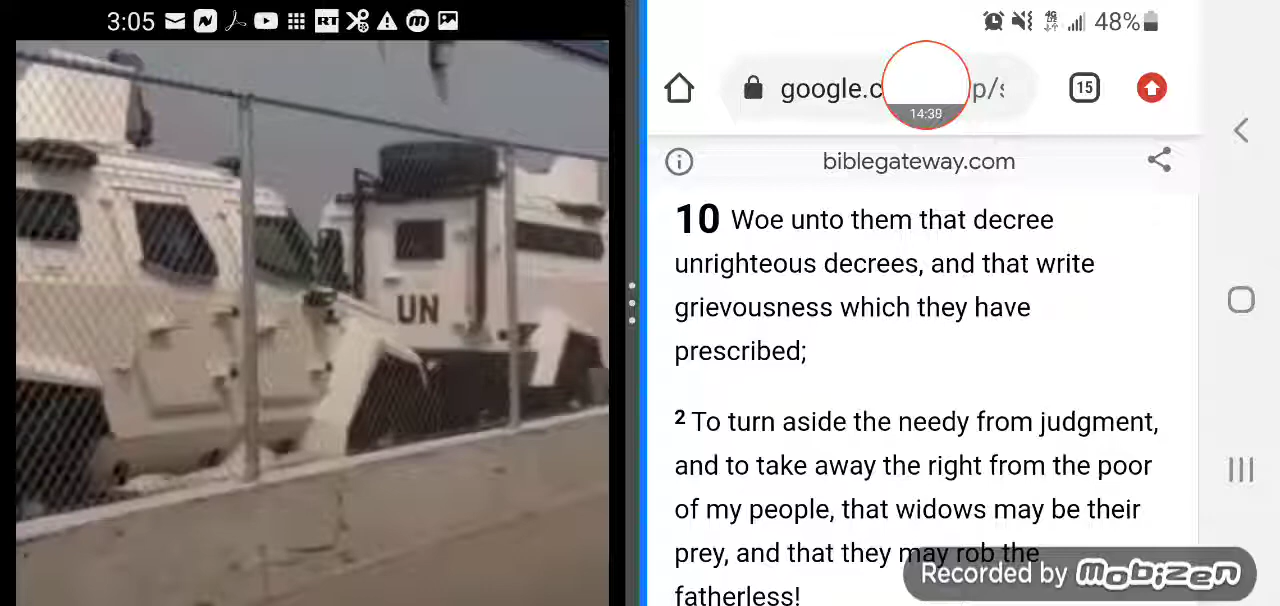 3:05
RT
m
48%
google.c
p/s
15
14:39
biblegateway.com
UN
10 Woe unto them that decree
unrighteous decrees, and that write
grievousness which they have
prescribed;
2 To turn aside the needy from judgment,
and to take away the right from the poor
of my people, that widows may be their
prey, and that they may rob the
fatherless!
Recorded by Mobizen